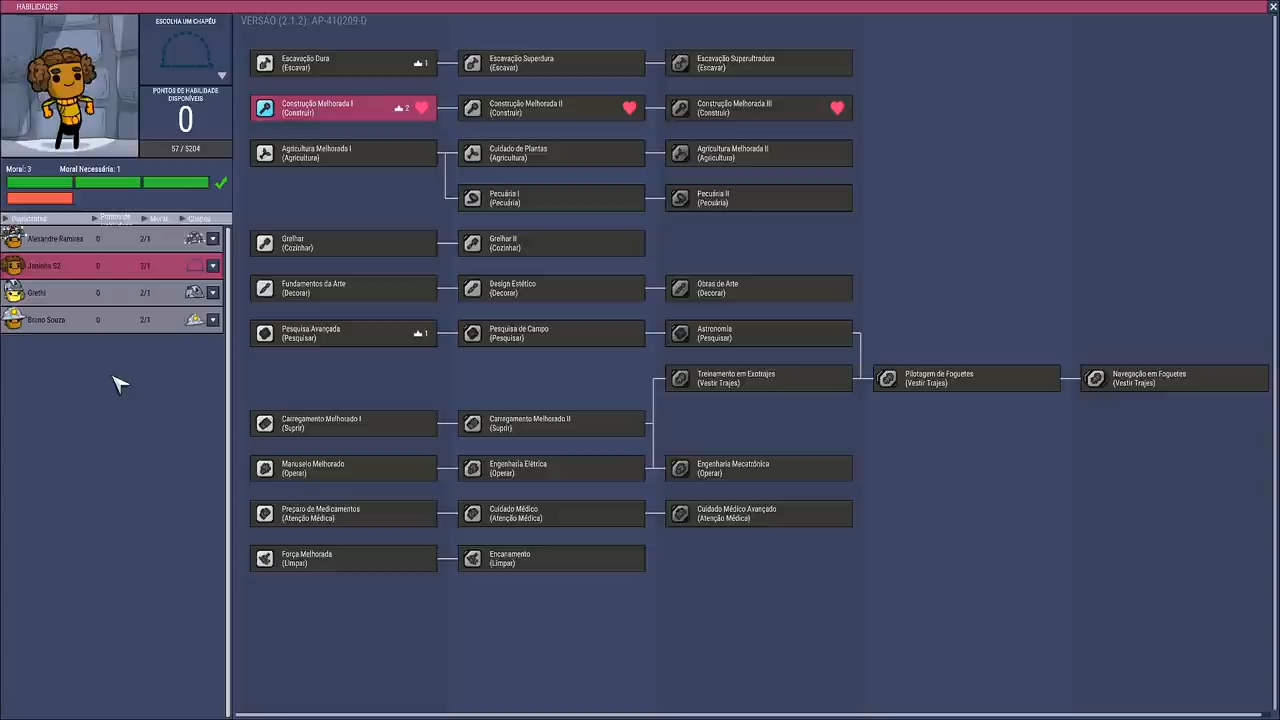 HABILIDADES
VERSÃO (2.1.2): AP-410209-D
ESCOLHA UM CHAPÉU
PONTOS DE HABILIDADE
DISPONÍVEIS
0
57 / 5204
Moral: 3
Moral Necessária: 1
Duplicantes
Pontos de
Moral
Chapéu
Alexandre Ramires 0 2/1
Joninho S2 0 3/1
Greths 0 2/1
Bruno Souza 0 2/1
Escavação Dura
(Escavar)
1
Escavação Superdura
(Escavar)
Escavação Superultradura
(Escavar)
Construção Melhorada I
(Construir)
2
Construção Melhorada II
(Construir)
Construção Melhorada III
(Construir)
Agricultura Melhorada I
(Agricultura)
Cuidado de Plantas
(Agricultura)
Agricultura Melhorada II
(Agricultura)
Pecuária I
(Pecuária)
Pecuária II
(Pecuária)
Grelhar
(Cozinhar)
Grelhar II
(Cozinhar)
Fundamentos da Arte
(Decorar)
Design Estético
(Decorar)
Obras de Arte
(Decorar)
Pesquisa Avançada
(Pesquisar)
1
Pesquisa de Campo
(Pesquisar)
Astronomia
(Pesquisar)
Treinamento em Exotrajes
(Vestir Trajes)
Pilotagem de Foguetes
(Vestir Trajes)
Navegação em Foguetes
(Vestir Trajes)
Carregamento Melhorado I
(Suprir)
Carregamento Melhorado II
(Suprir)
Manuseio Melhorado
(Operar)
Engenharia Elétrica
(Operar)
Engenharia Mecatrônica
(Operar)
Preparo de Medicamentos
(Atenção Médica)
Cuidado Médico
(Atenção Médica)
Cuidado Médico Avançado
(Atenção Médica)
Força Melhorada
(Limpar)
Encanamento
(Limpar)